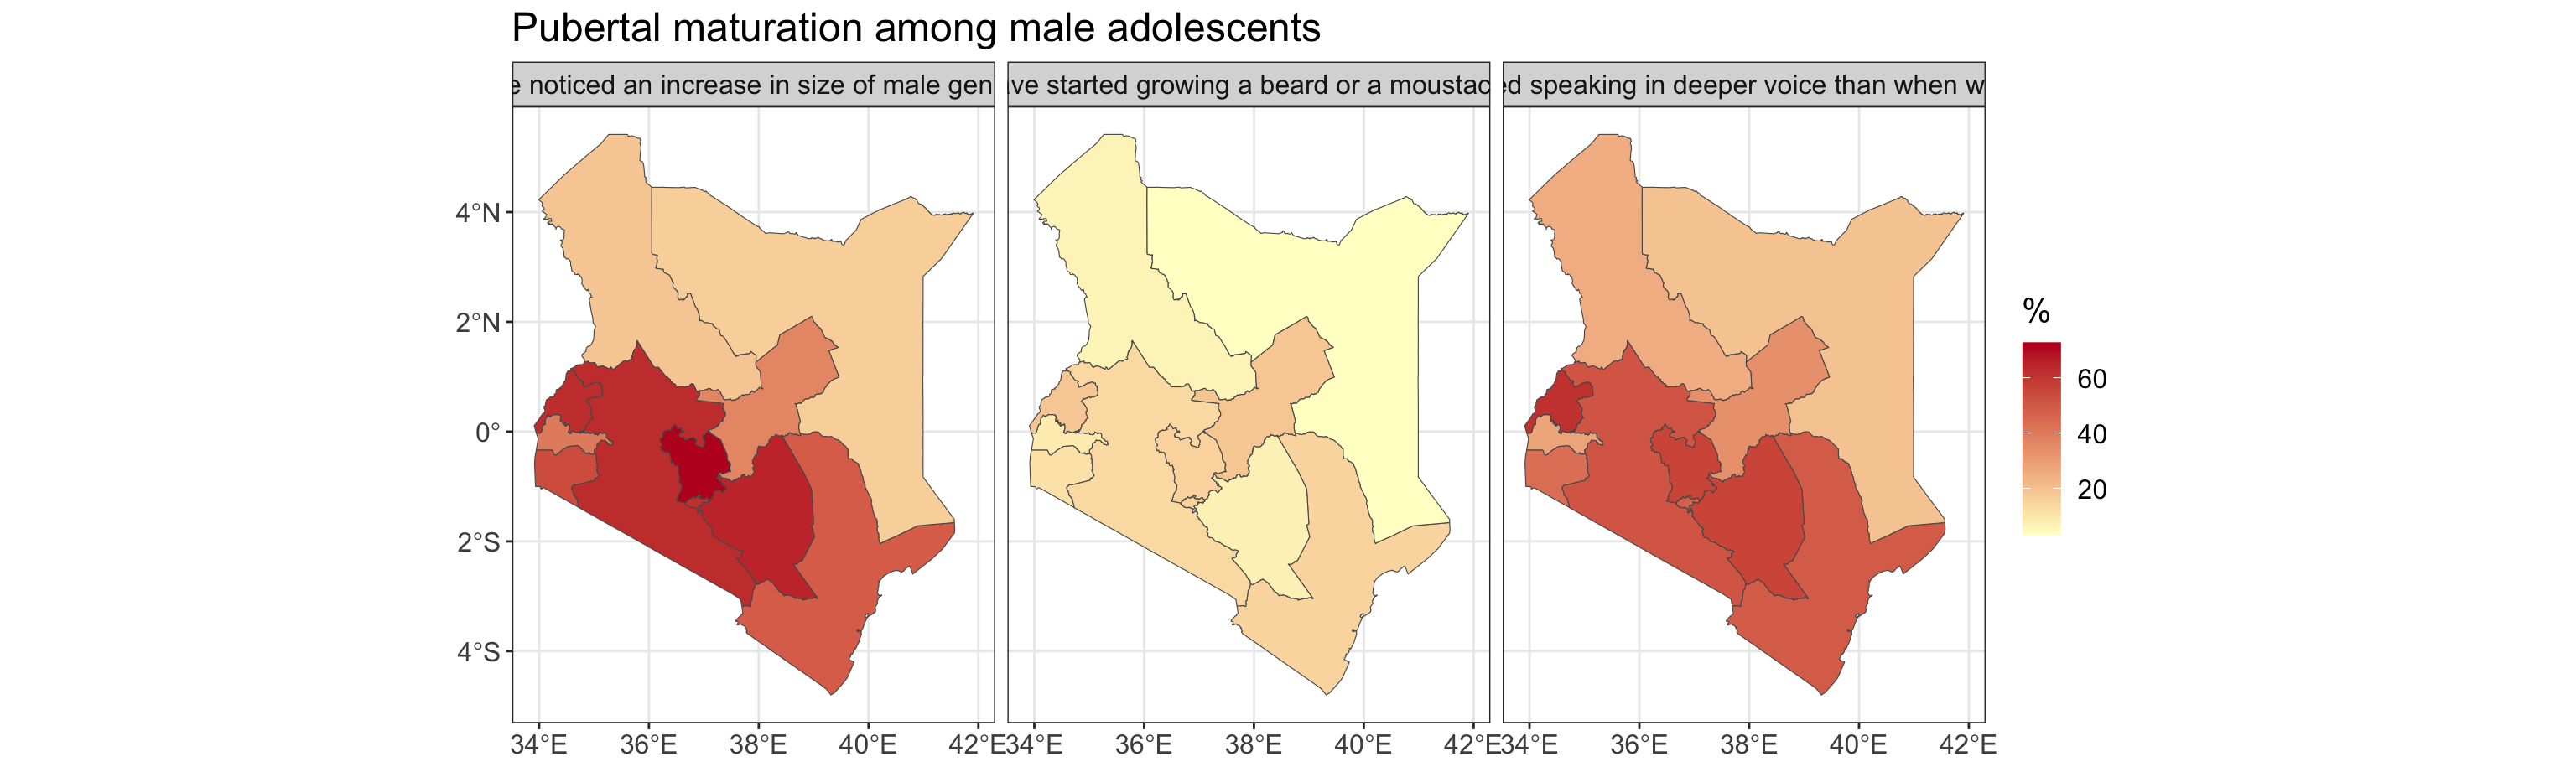 Pubertal maturation among male adolescents
e noticed an increase in size of male geni
ve started growing a beard or a moustac
ed speaking in deeper voice than when w
4°N
2°N
0°
2°S
4°S
34°E 36°E 38°E 40°E 42°E
34°E 36°E 38°E 40°E 42°E
34°E 36°E 38°E 40°E 42°E
%
60
40
20